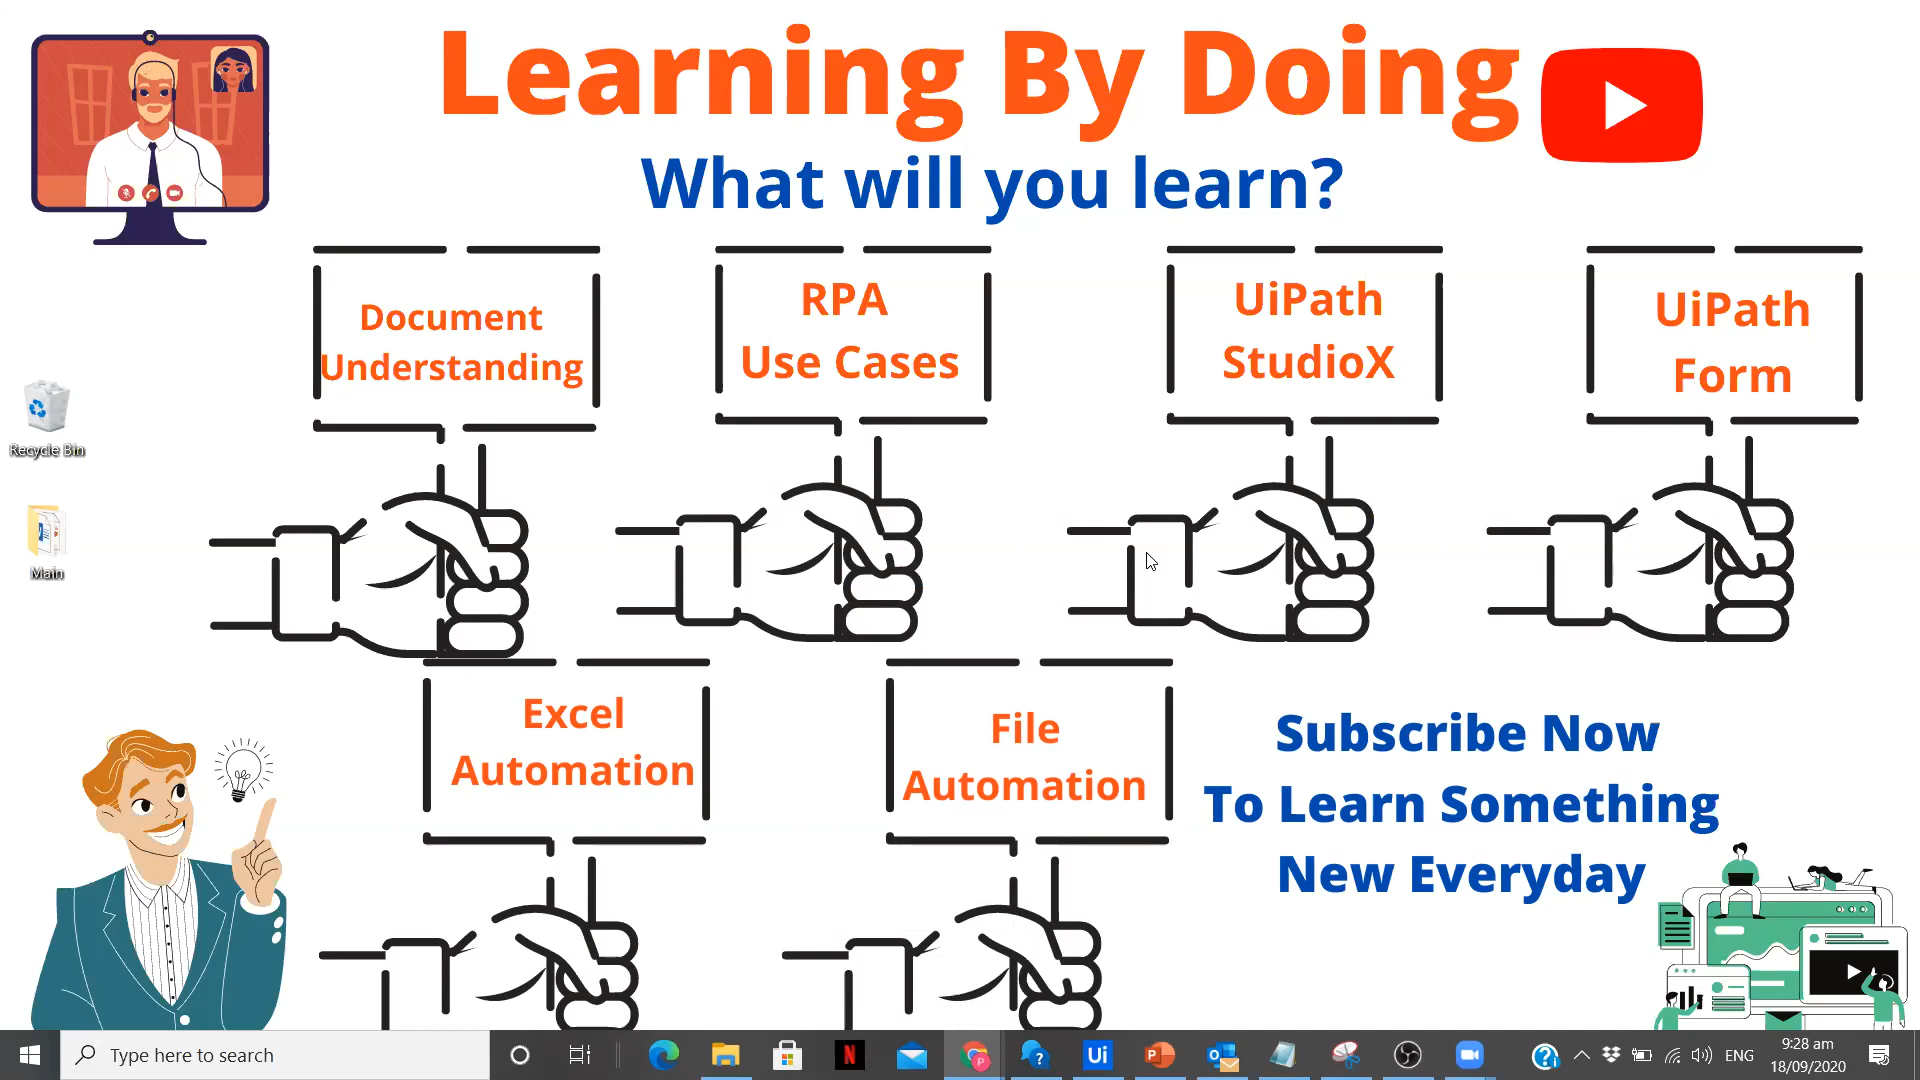 Learning By Doing
What will you learn?
Document
Understanding
RPA
Use Cases
UiPath
StudioX
UiPath
Form
Recycle Bin
Main
Excel
Automation
File
Automation
Subscribe Now
To Learn Something
New Everyday
Type here to search
N
P
?
Ui
P
?
ENG
9:28 am
18/09/2020